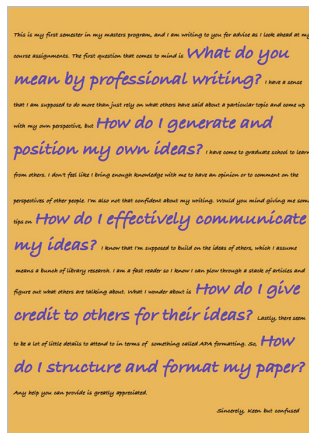 This is my first semester in my masters program, and I am writing to you for advice as I look ahead at my
course assignments. The first question that comes to mind is What do you
mean by professional writing? I have a sense
that I am supposed to do more than just rely on what others have said about a particular topic and come up
with my own perspective, but How do I generate and
position my own ideas? I have come to graduate school to learn
from others. I don't feel like I bring enough knowledge with me to have an opinion or to comment on the
perspectives of other people. I'm also not that confident about my writing. Would you mind giving me some
tips on How do I effectively communicate
my ideas? I know that I'm supposed to build on the ideas of others, which I assume
means a bunch of library research. I am a fast reader so I know I can plow through a stack of articles and
figure out what others are talking about. What I wonder about is How do I give
credit to others for their ideas? Lastly, there seem
to be a lot of little details to attend to in terms of something called APA formatting. So, How
do I structure and format my paper?
Any help you can provide is greatly appreciated.
Sincerely, Keen but confused